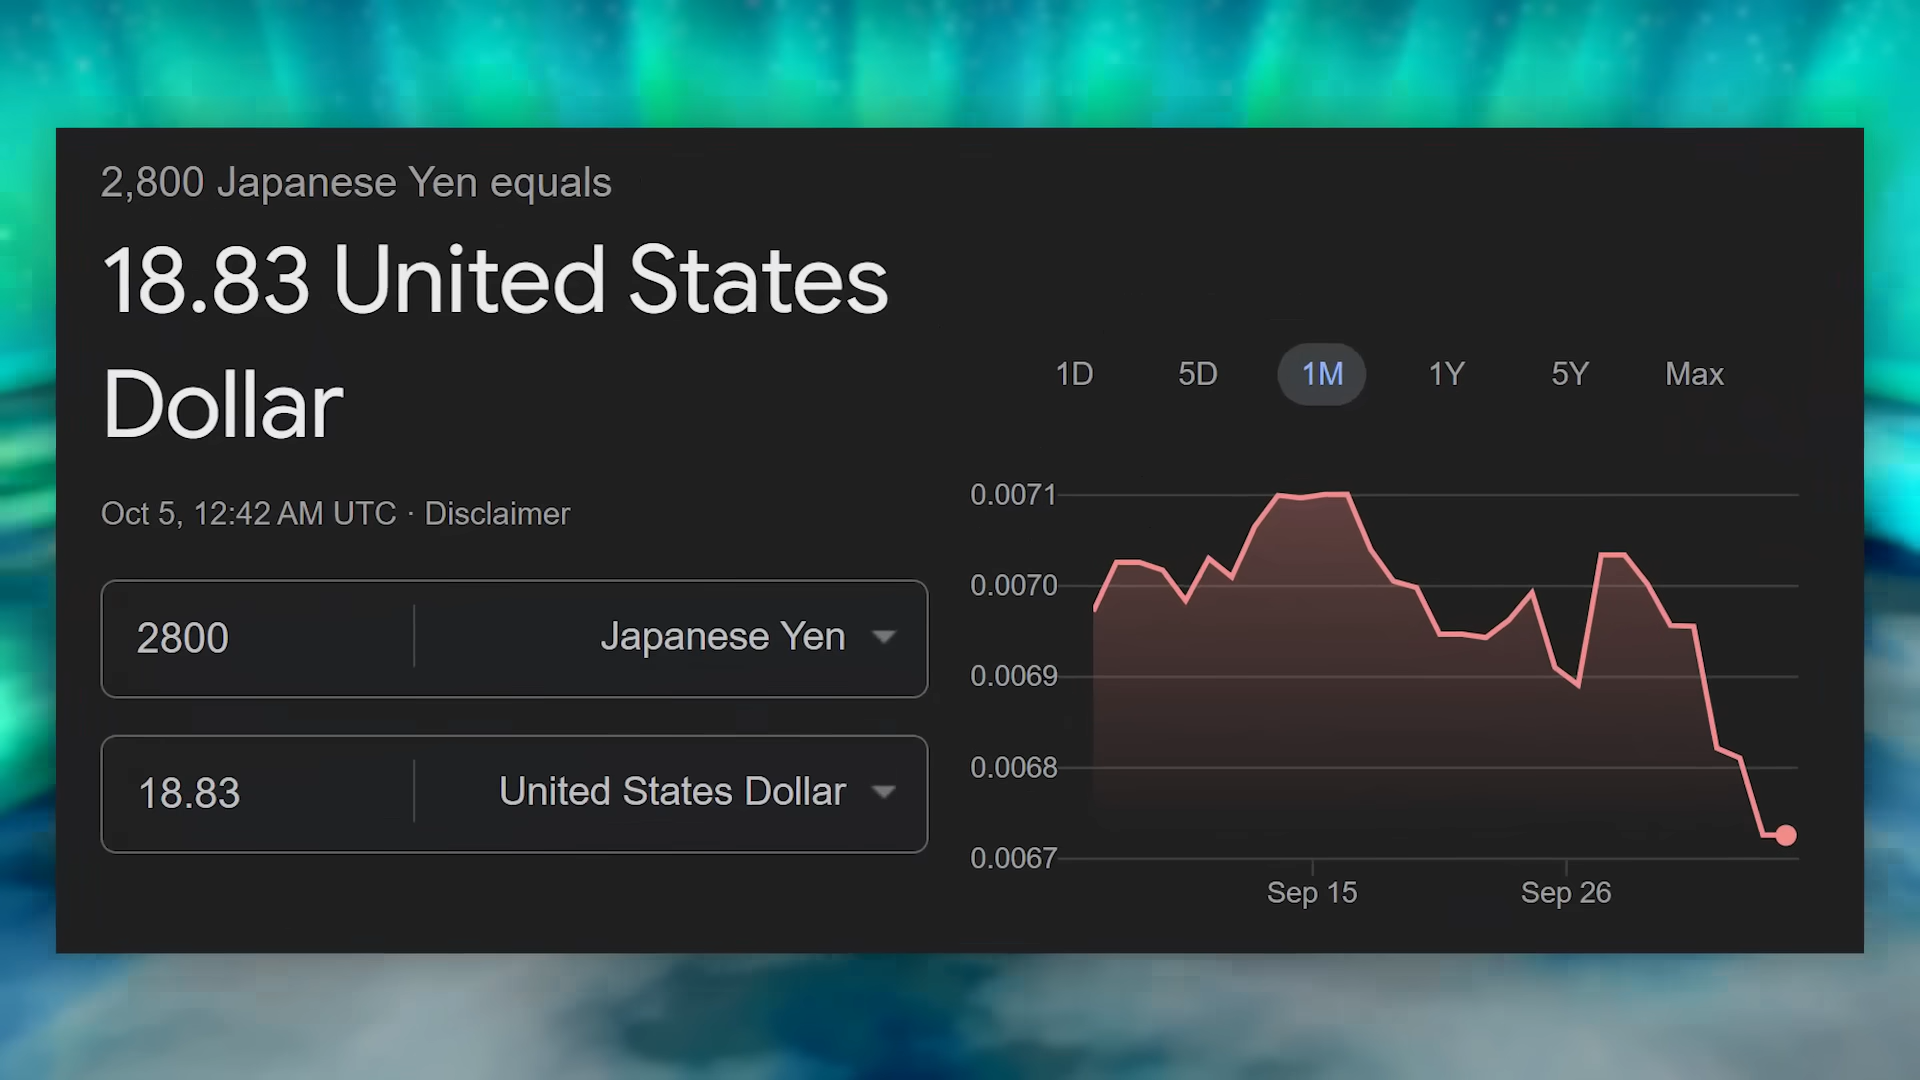 2,800 Japanese Yen equals
18.83 United States
Dollar
Oct 5, 12:42 AM UTC · Disclaimer
2800
Japanese Yen
18.83
United States Dollar
1D
5D
1M
1Y
5Y
Max
0.0071
0.0070
0.0069
0.0068
0.0067
Sep 15
Sep 26